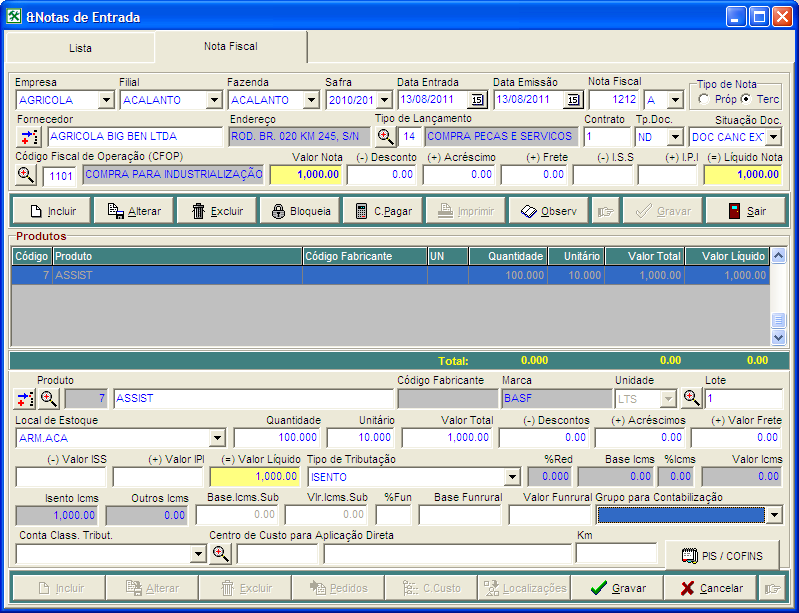 &Notas de Entrada
Lista Nota Fiscal
Empresa Filial Fazenda Safra Data Entrada Data Emissão Nota Fiscal Tipo de Nota
AGRICOLA ACALANTO ACALANTO 2010/201 13/08/2011 15 13/08/2011 15 1212 A Próp Terc
Fornecedor Endereço Tipo de Lançamento Contrato Tp.Doc. Situação Doc.
AGRICOLA BIG BEN LTDA ROD. BR. 020 KM 245, S/N 14 COMPRA PECAS E SERVICOS 1 ND DOC CANC EX
Código Fiscal de Operação (CFOP) Valor Nota (-) Desconto (+) Acréscimo (+) Frete (-) I.S.S (+) I.P.I (=) Líquido Nota
1101 COMPRA PARA INDUSTRIALIZAÇÃO 1,000.00 0.00 0.00 0.00 1,000.00
Incluir Alterar Excluir Bloqueia C.Pagar Imprimir Observ Gravar Sair
Produtos
Código Produto Código Fabricante UN Quantidade Unitário Valor Total Valor Líquido
7 ASSIST 100.000 10.000 1,000.00 1,000.00
Total: 0.000 0.00 0.00
Produto Código Fabricante Marca Unidade Lote
7 ASSIST BASF LTS 1
Local de Estoque Quantidade Unitário Valor Total (-) Descontos (+) Acréscimos (+) Valor Frete
ARM.ACA 100.000 10.000 1,000.00 0.00 0.00 0.00
(-) Valor ISS (+) Valor IPI (=) Valor Líquido Tipo de Tributação %Red Base Icms %Icms Valor Icms
1,000.00 ISENTO 0.000 0.00 0.00 0.00
Isento Icms Outros Icms Base.Icms.Sub Vlr.Icms.Sub %Fun Base Funrural Valor Funrural Grupo para Contabilização
1,000.00 0.00 0.00 0.00
Conta Class. Tribut. Centro de Custo para Aplicação Direta Km
PIS / COFINS
Incluir Alterar Excluir Pedidos C.Custo Localizações Gravar Cancelar